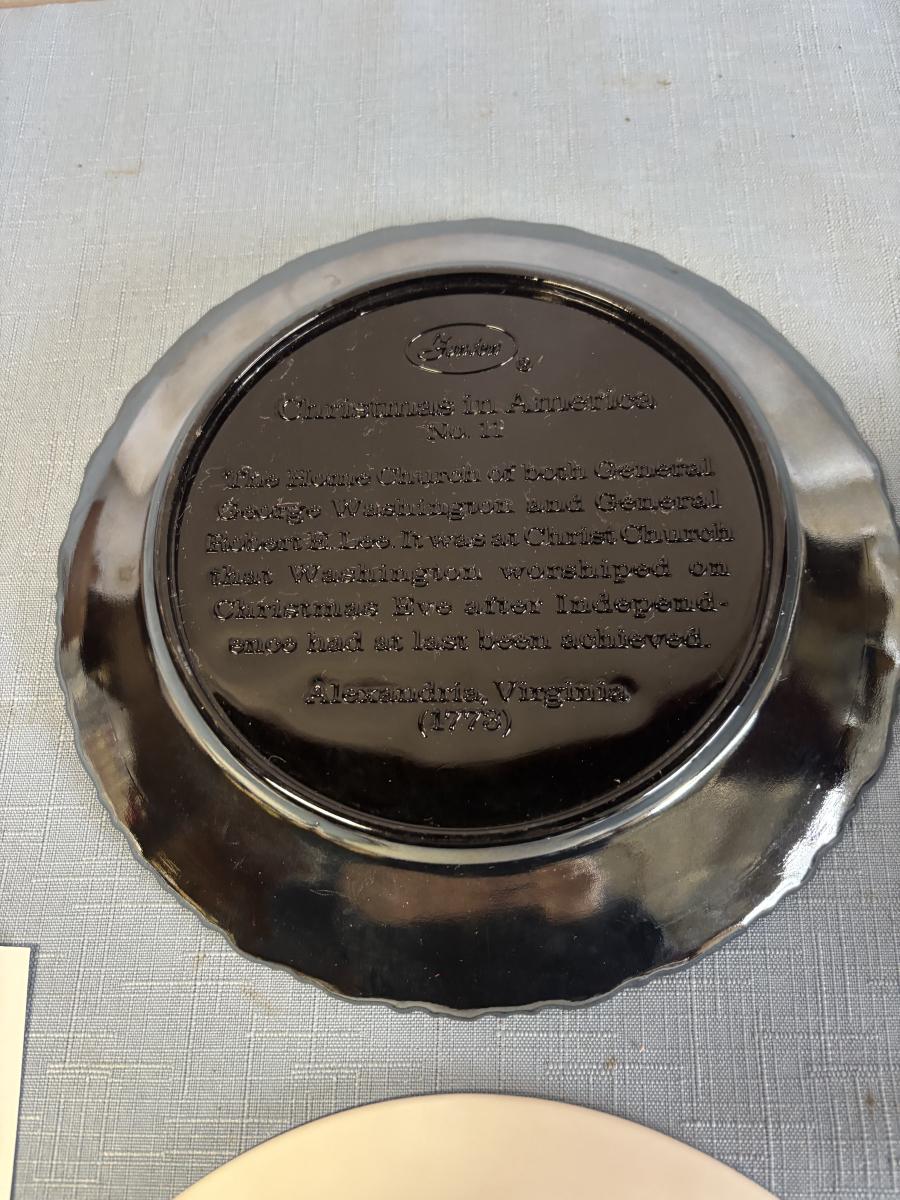 Fenton ®
Christmas in America
No. 11
The Home Church of both General
George Washington and General
Robert E. Lee. It was at Christ Church
that Washington worshiped on
Christmas Eve after Independ-
ence had at last been achieved.
Alexandria, Virginia
(1773)